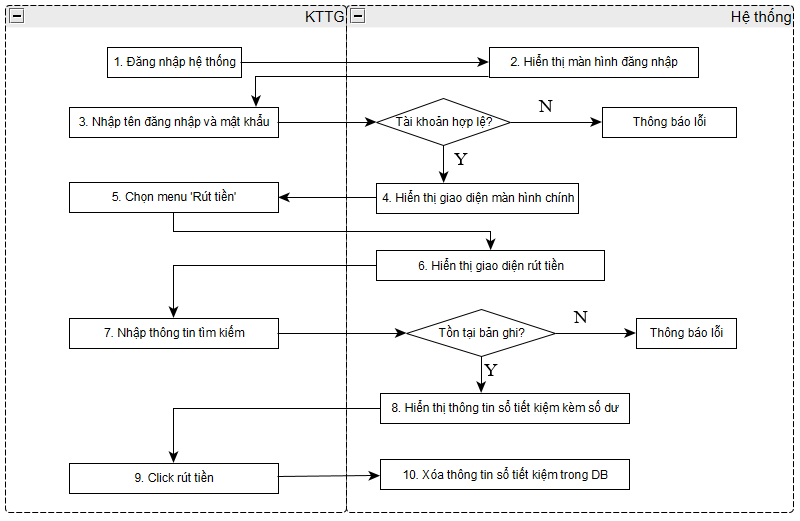 KTTG
Hệ thống
1. Đăng nhập hệ thống
2. Hiển thị màn hình đăng nhập
3. Nhập tên đăng nhập và mật khẩu
Tài khoản hợp lệ?
N
Thông báo lỗi
Y
5. Chọn menu 'Rút tiền'
4. Hiển thị giao diện màn hình chính
6. Hiển thị giao diện rút tiền
7. Nhập thông tin tìm kiếm
Tồn tại bản ghi?
N
Thông báo lỗi
Y
8. Hiển thị thông tin sổ tiết kiệm kèm số dư
9. Click rút tiền
10. Xóa thông tin sổ tiết kiệm trong DB